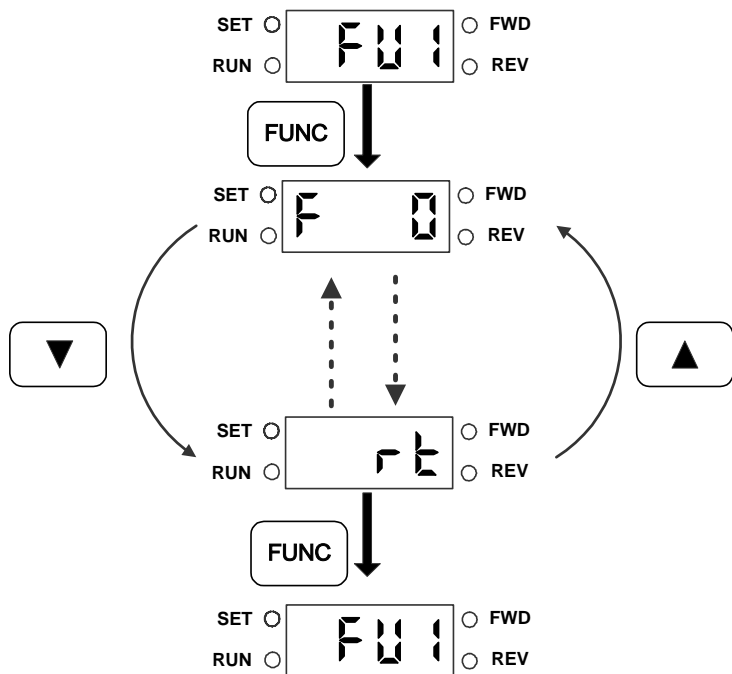 SET FWD
FU1
RUN REV
FUNC
SET FWD
F 0
RUN REV
▼ ▲
SET FWD
rt
RUN REV
FUNC
SET FWD
FU1
RUN REV